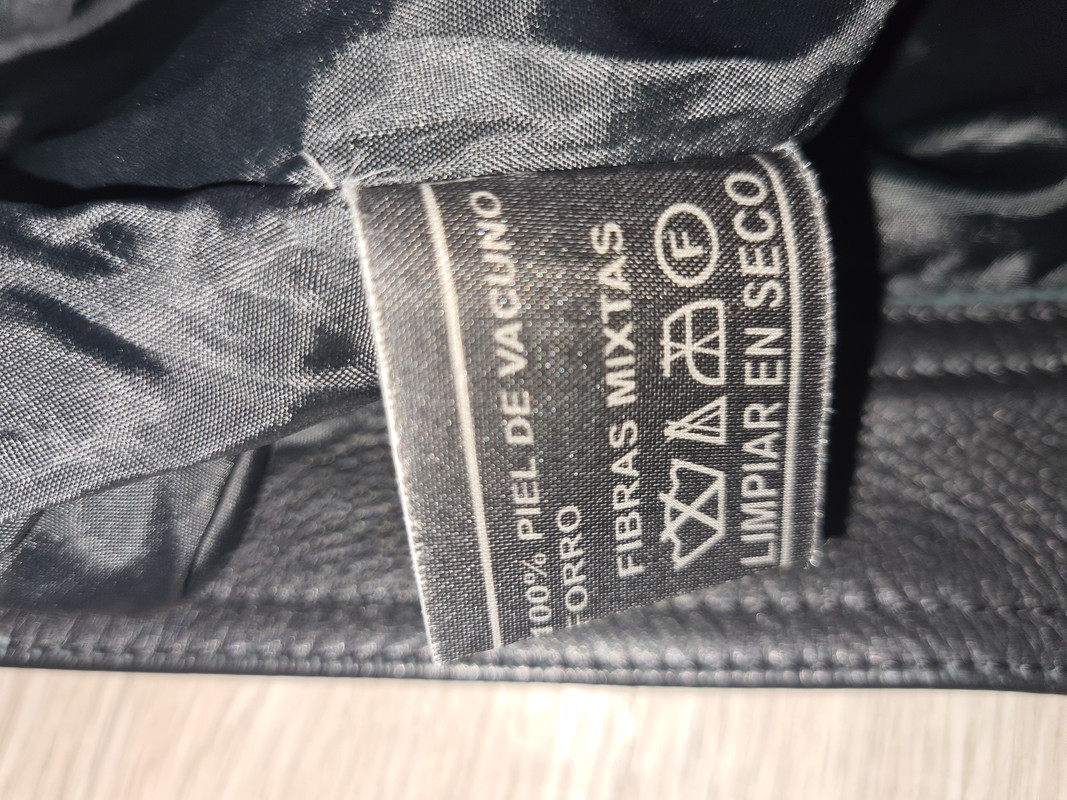 100% PIEL DE VACUNO
FORRO
FIBRAS MIXTAS
F
LIMPIAR EN SECO